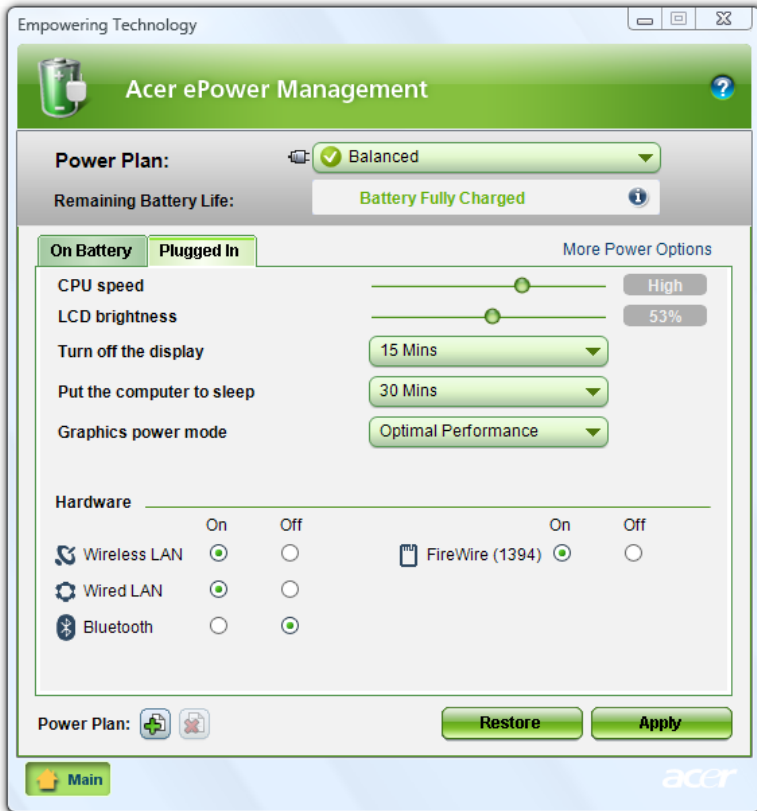 Empowering Technology
Acer ePower Management
Power Plan: Balanced
Remaining Battery Life: Battery Fully Charged
On Battery Plugged In More Power Options
CPU speed High
LCD brightness 53%
Turn off the display 15 Mins
Put the computer to sleep 30 Mins
Graphics power mode Optimal Performance
Hardware
On Off On Off
Wireless LAN FireWire (1394)
Wired LAN
Bluetooth
Power Plan: Restore Apply
Main acer